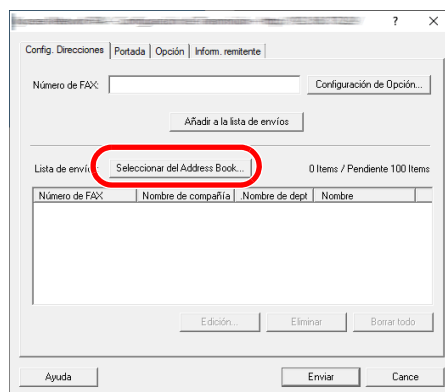 ? ×
Config. Direcciones Portada Opción Inform. remitente
Número de FAX: Configuración de Opción...
Añadir a la lista de envíos
Lista de envío Seleccionar del Address Book... 0 Items / Pendiente 100 Items
Número de FAX Nombre de compañía .Nombre de dept Nombre
Edición... Eliminar Borrar todo
Ayuda Enviar Cance